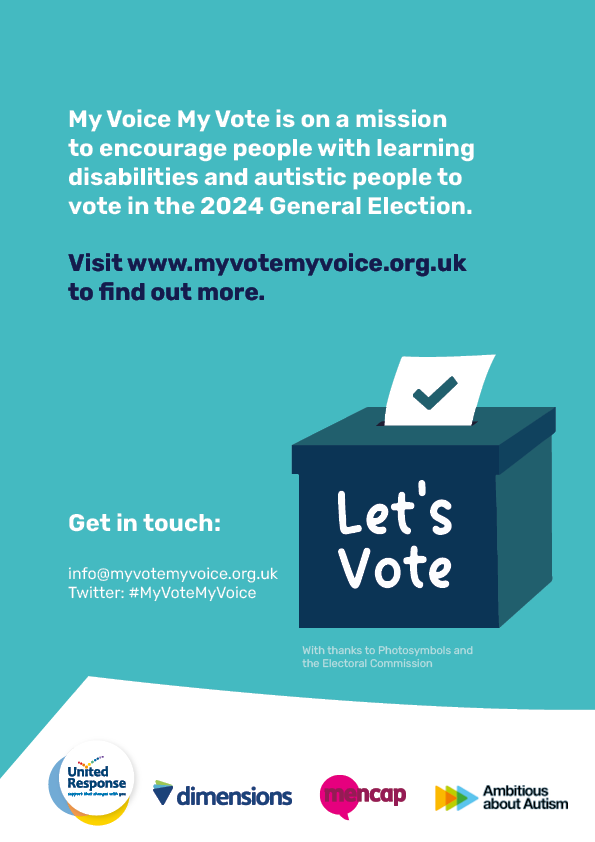 My Voice My Vote is on a mission
to encourage people with learning
disabilities and autistic people to
vote in the 2024 General Election.
Visit www.myvotemyvoice.org.uk
to find out more.
Let's
Vote
Get in touch:
info@myvotemyvoice.org.uk
Twitter: #MyVoteMyVoice
With thanks to Photosymbols and
the Electoral Commission
United
Response
support that changes with you
dimensions
mencap
Ambitious
about Autism